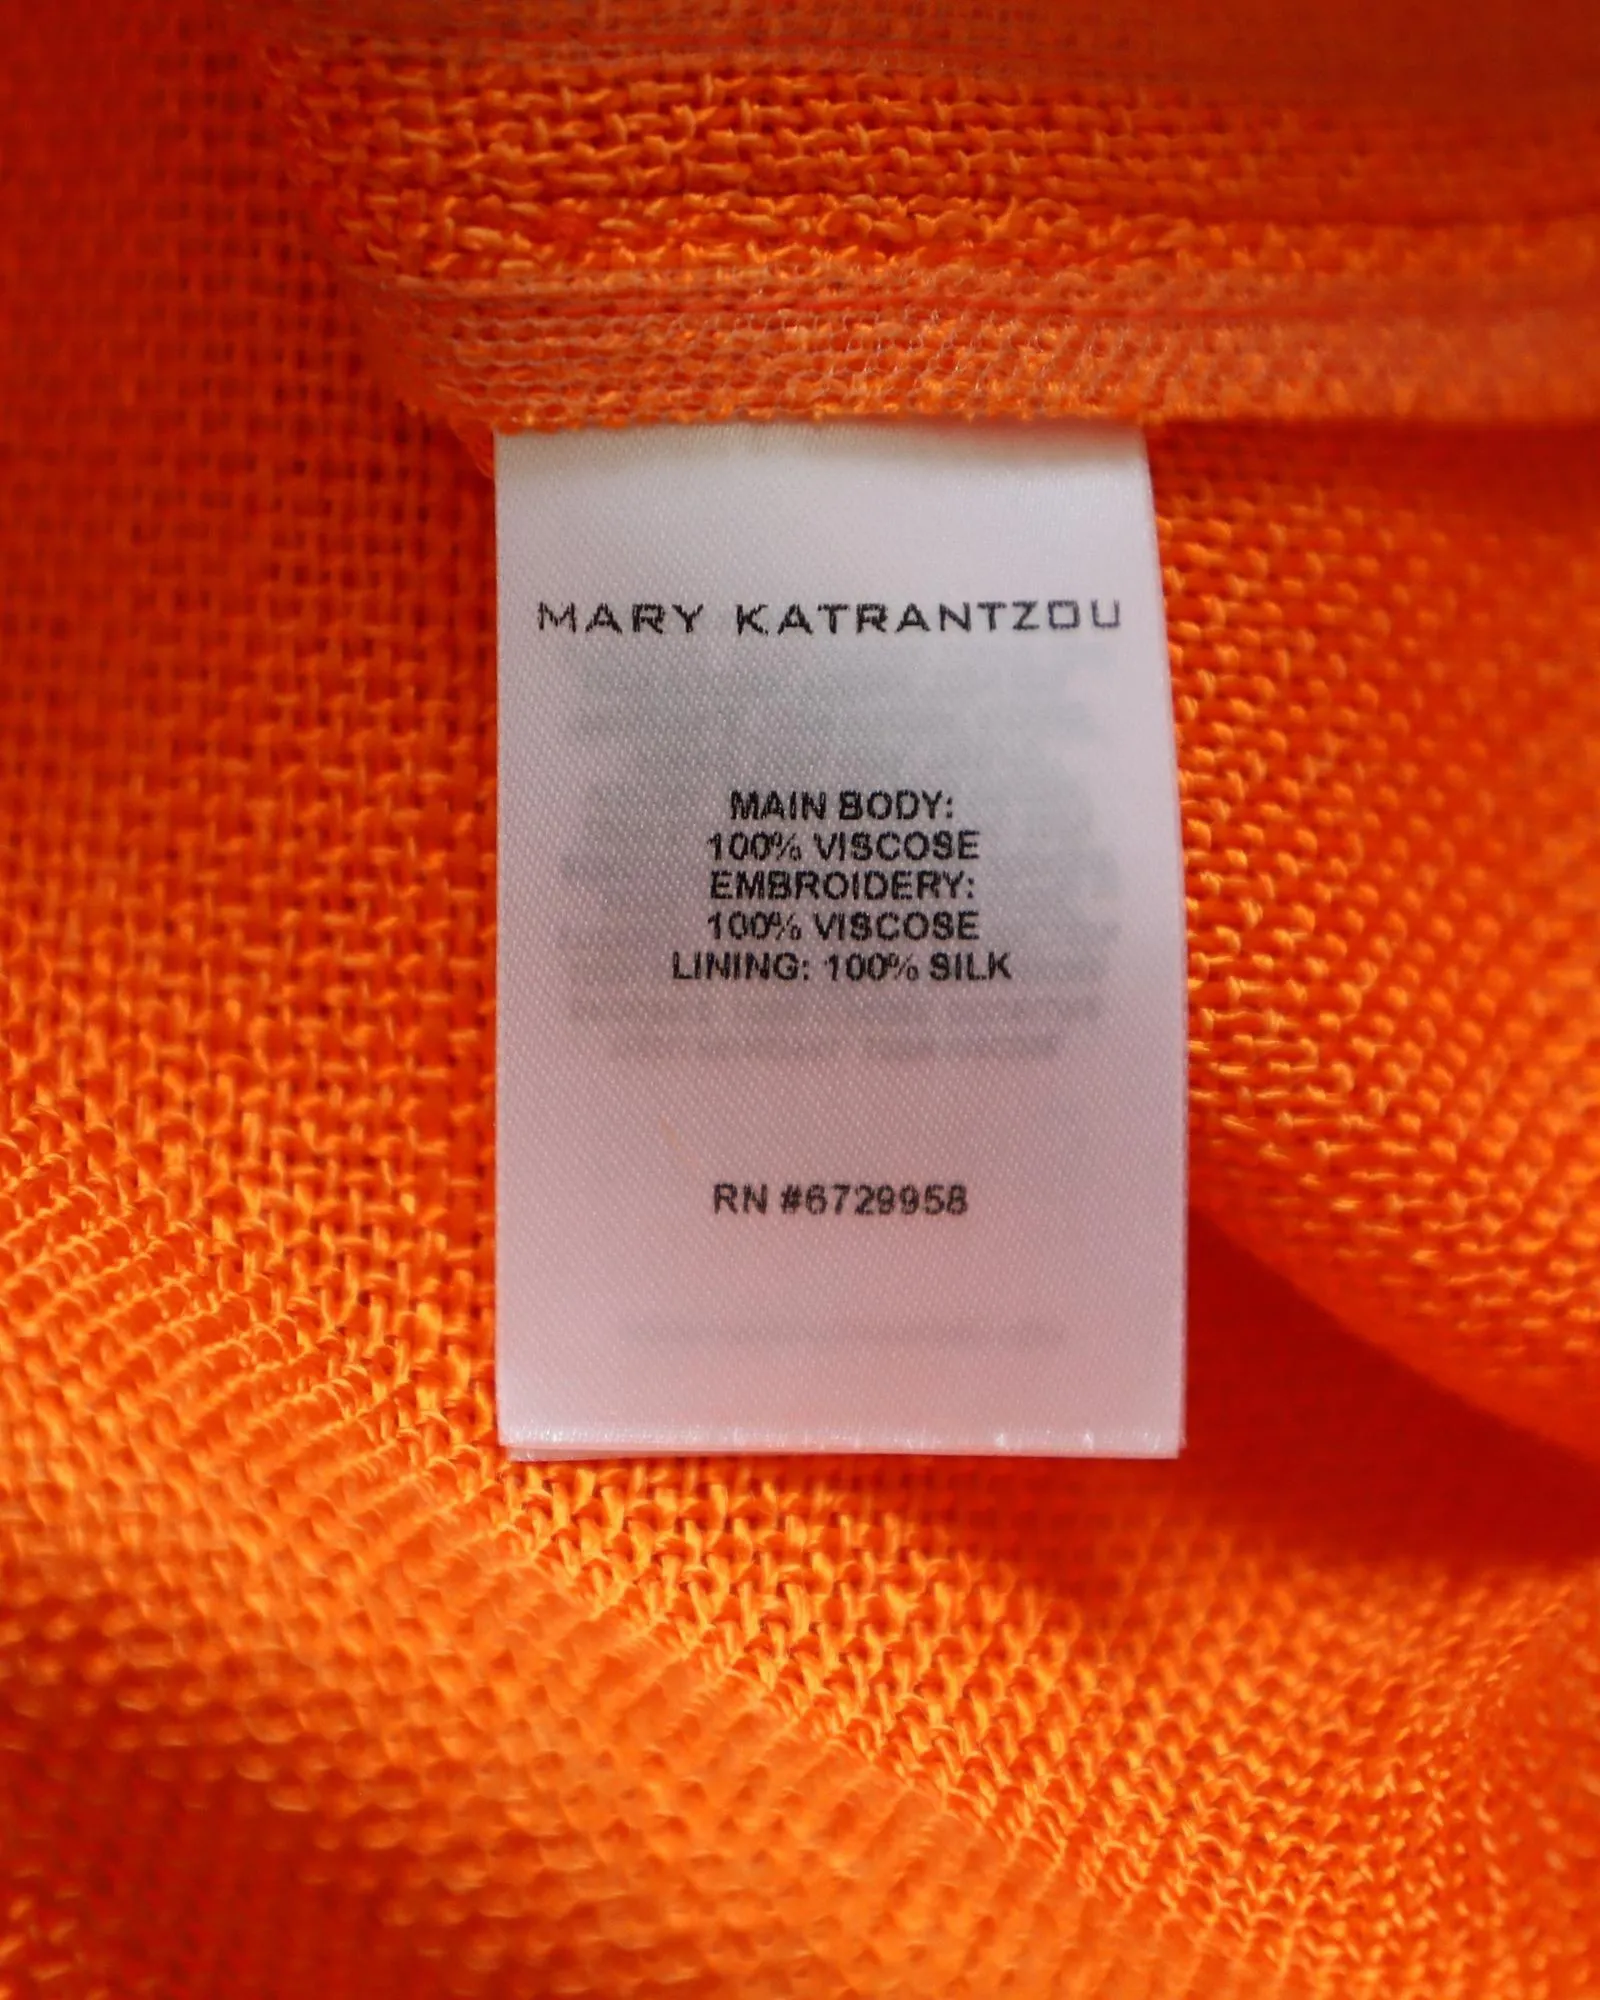 MARY KATRANTZOU
MAIN BODY:
100% VISCOSE
EMBROIDERY:
100% VISCOSE
LINING: 100% SILK
RN #6729958